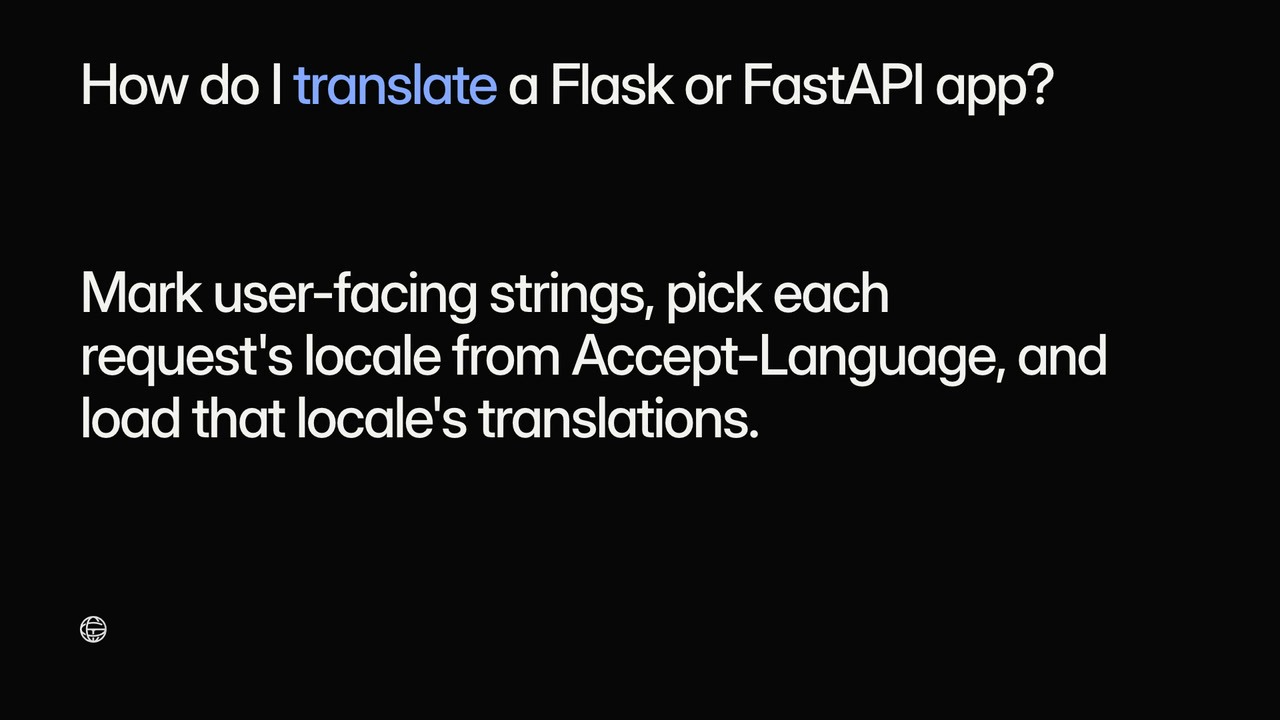 How do I translate a Flask or FastAPI app?
Mark user-facing strings, pick each
request's locale from Accept-Language, and
load that locale's translations.